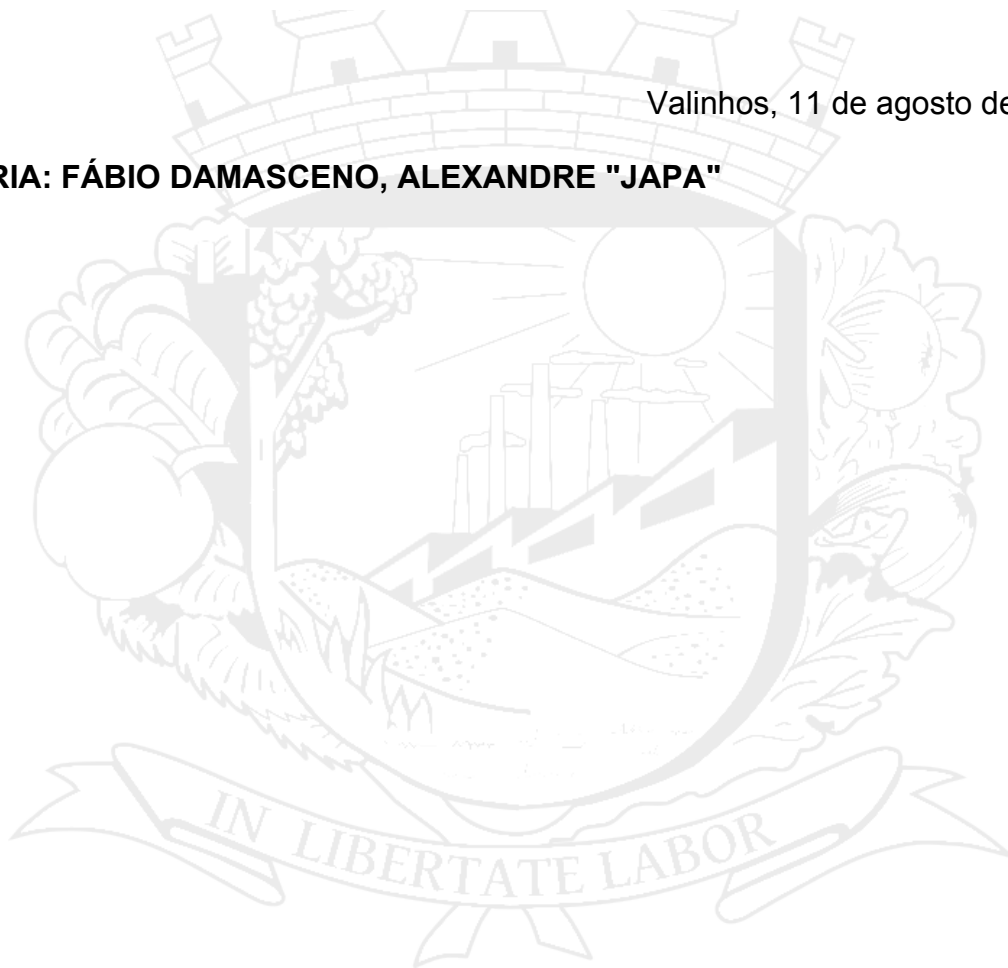 Valinhos, 11 de agosto de
RIA: FÁBIO DAMASCENO, ALEXANDRE "JAPA"
IN LIBERTATE LABOR